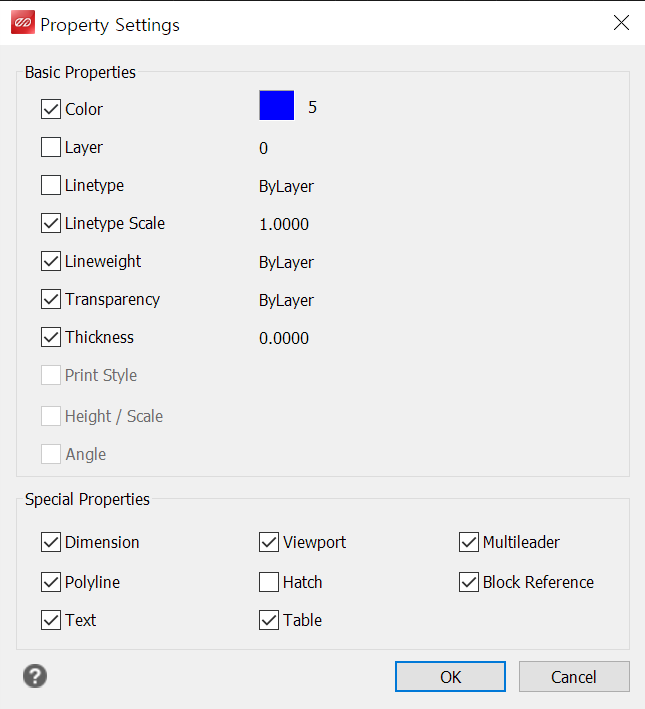 Property Settings
Basic Properties
Color 5
Layer 0
Linetype ByLayer
Linetype Scale 1.0000
Lineweight ByLayer
Transparency ByLayer
Thickness 0.0000
Print Style
Height / Scale
Angle
Special Properties
Dimension Viewport Multileader
Polyline Hatch Block Reference
Text Table
? OK Cancel